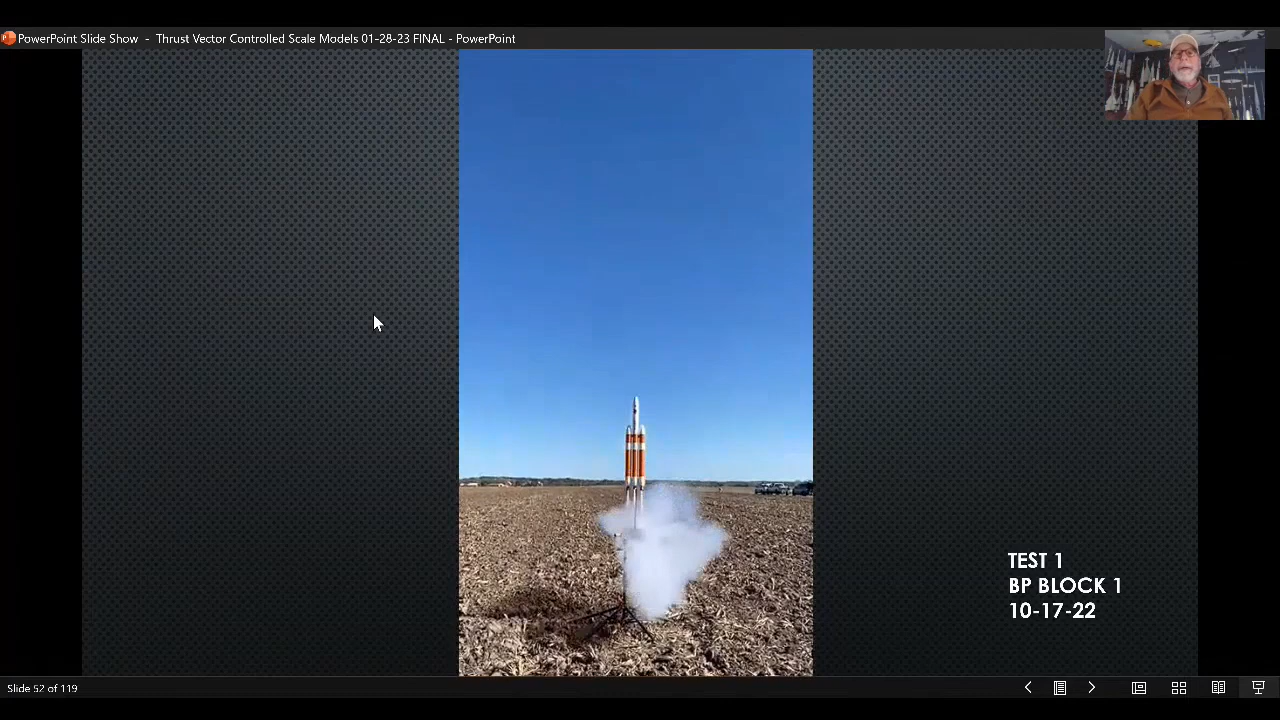 PowerPoint Slide Show - Thrust Vector Controlled Scale Models 01-28-23 FINAL - PowerPoint
TEST 1
BP BLOCK 1
10-17-22
Slide 52 of 119